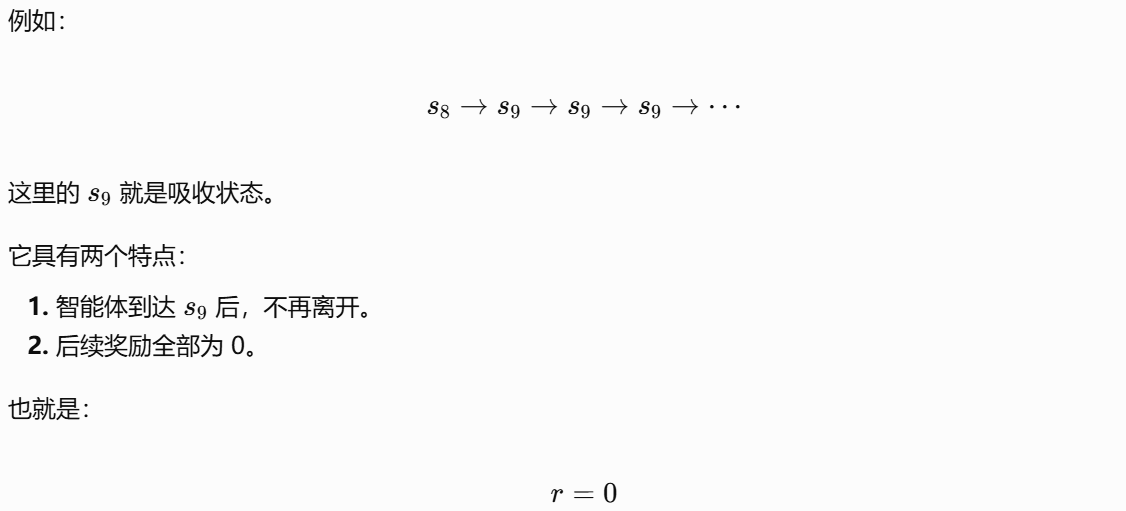 例如：
s₈ → s₉ → s₉ → s₉ → ⋯
这里的 s₉ 就是吸收状态。
它具有两个特点：
1. 智能体到达 s₉ 后，不再离开。
2. 后续奖励全部为 0。
也就是：
r = 0